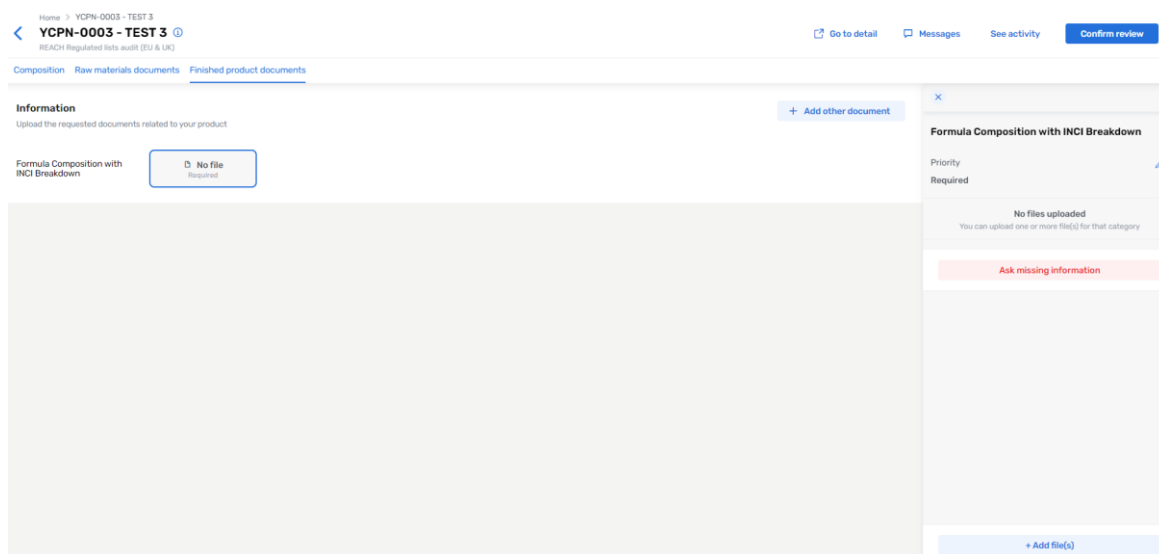 Home > YCPN-0003 - TEST 3
YCPN-0003 - TEST 3
REACH Regulated lists audit (EU & UK)
Go to detail
Messages
See activity
Confirm review
Composition
Raw materials documents
Finished product documents
Information
Upload the requested documents related to your product
+ Add other document
Formula Composition with
INCI Breakdown
No file
Required
Formula Composition with INCI Breakdown
Priority
Required
No files uploaded
You can upload one or more file(s) for that category
Ask missing information
+ Add file(s)